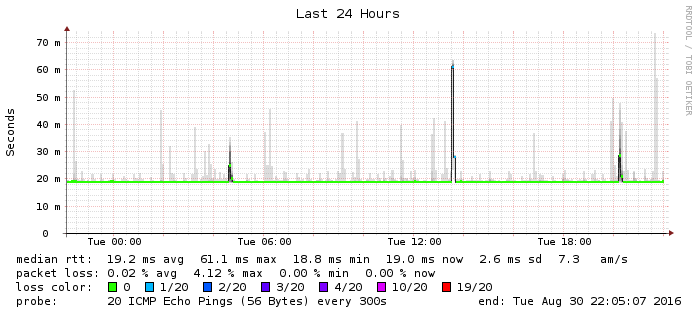 Last 24 Hours
RRDTOOL / TOBI OETIKER
Seconds
70 m
60 m
50 m
40 m
30 m
20 m
10 m
0
Tue 00:00 Tue 06:00 Tue 12:00 Tue 18:00
median rtt: 19.2 ms avg 61.1 ms max 18.8 ms min 19.0 ms now 2.6 ms sd 7.3 am/s
packet loss: 0.02 % avg 4.12 % max 0.00 % min 0.00 % now
loss color: 0 1/20 2/20 3/20 4/20 10/20 19/20
probe: 20 ICMP Echo Pings (56 Bytes) every 300s end: Tue Aug 30 22:05:07 2016